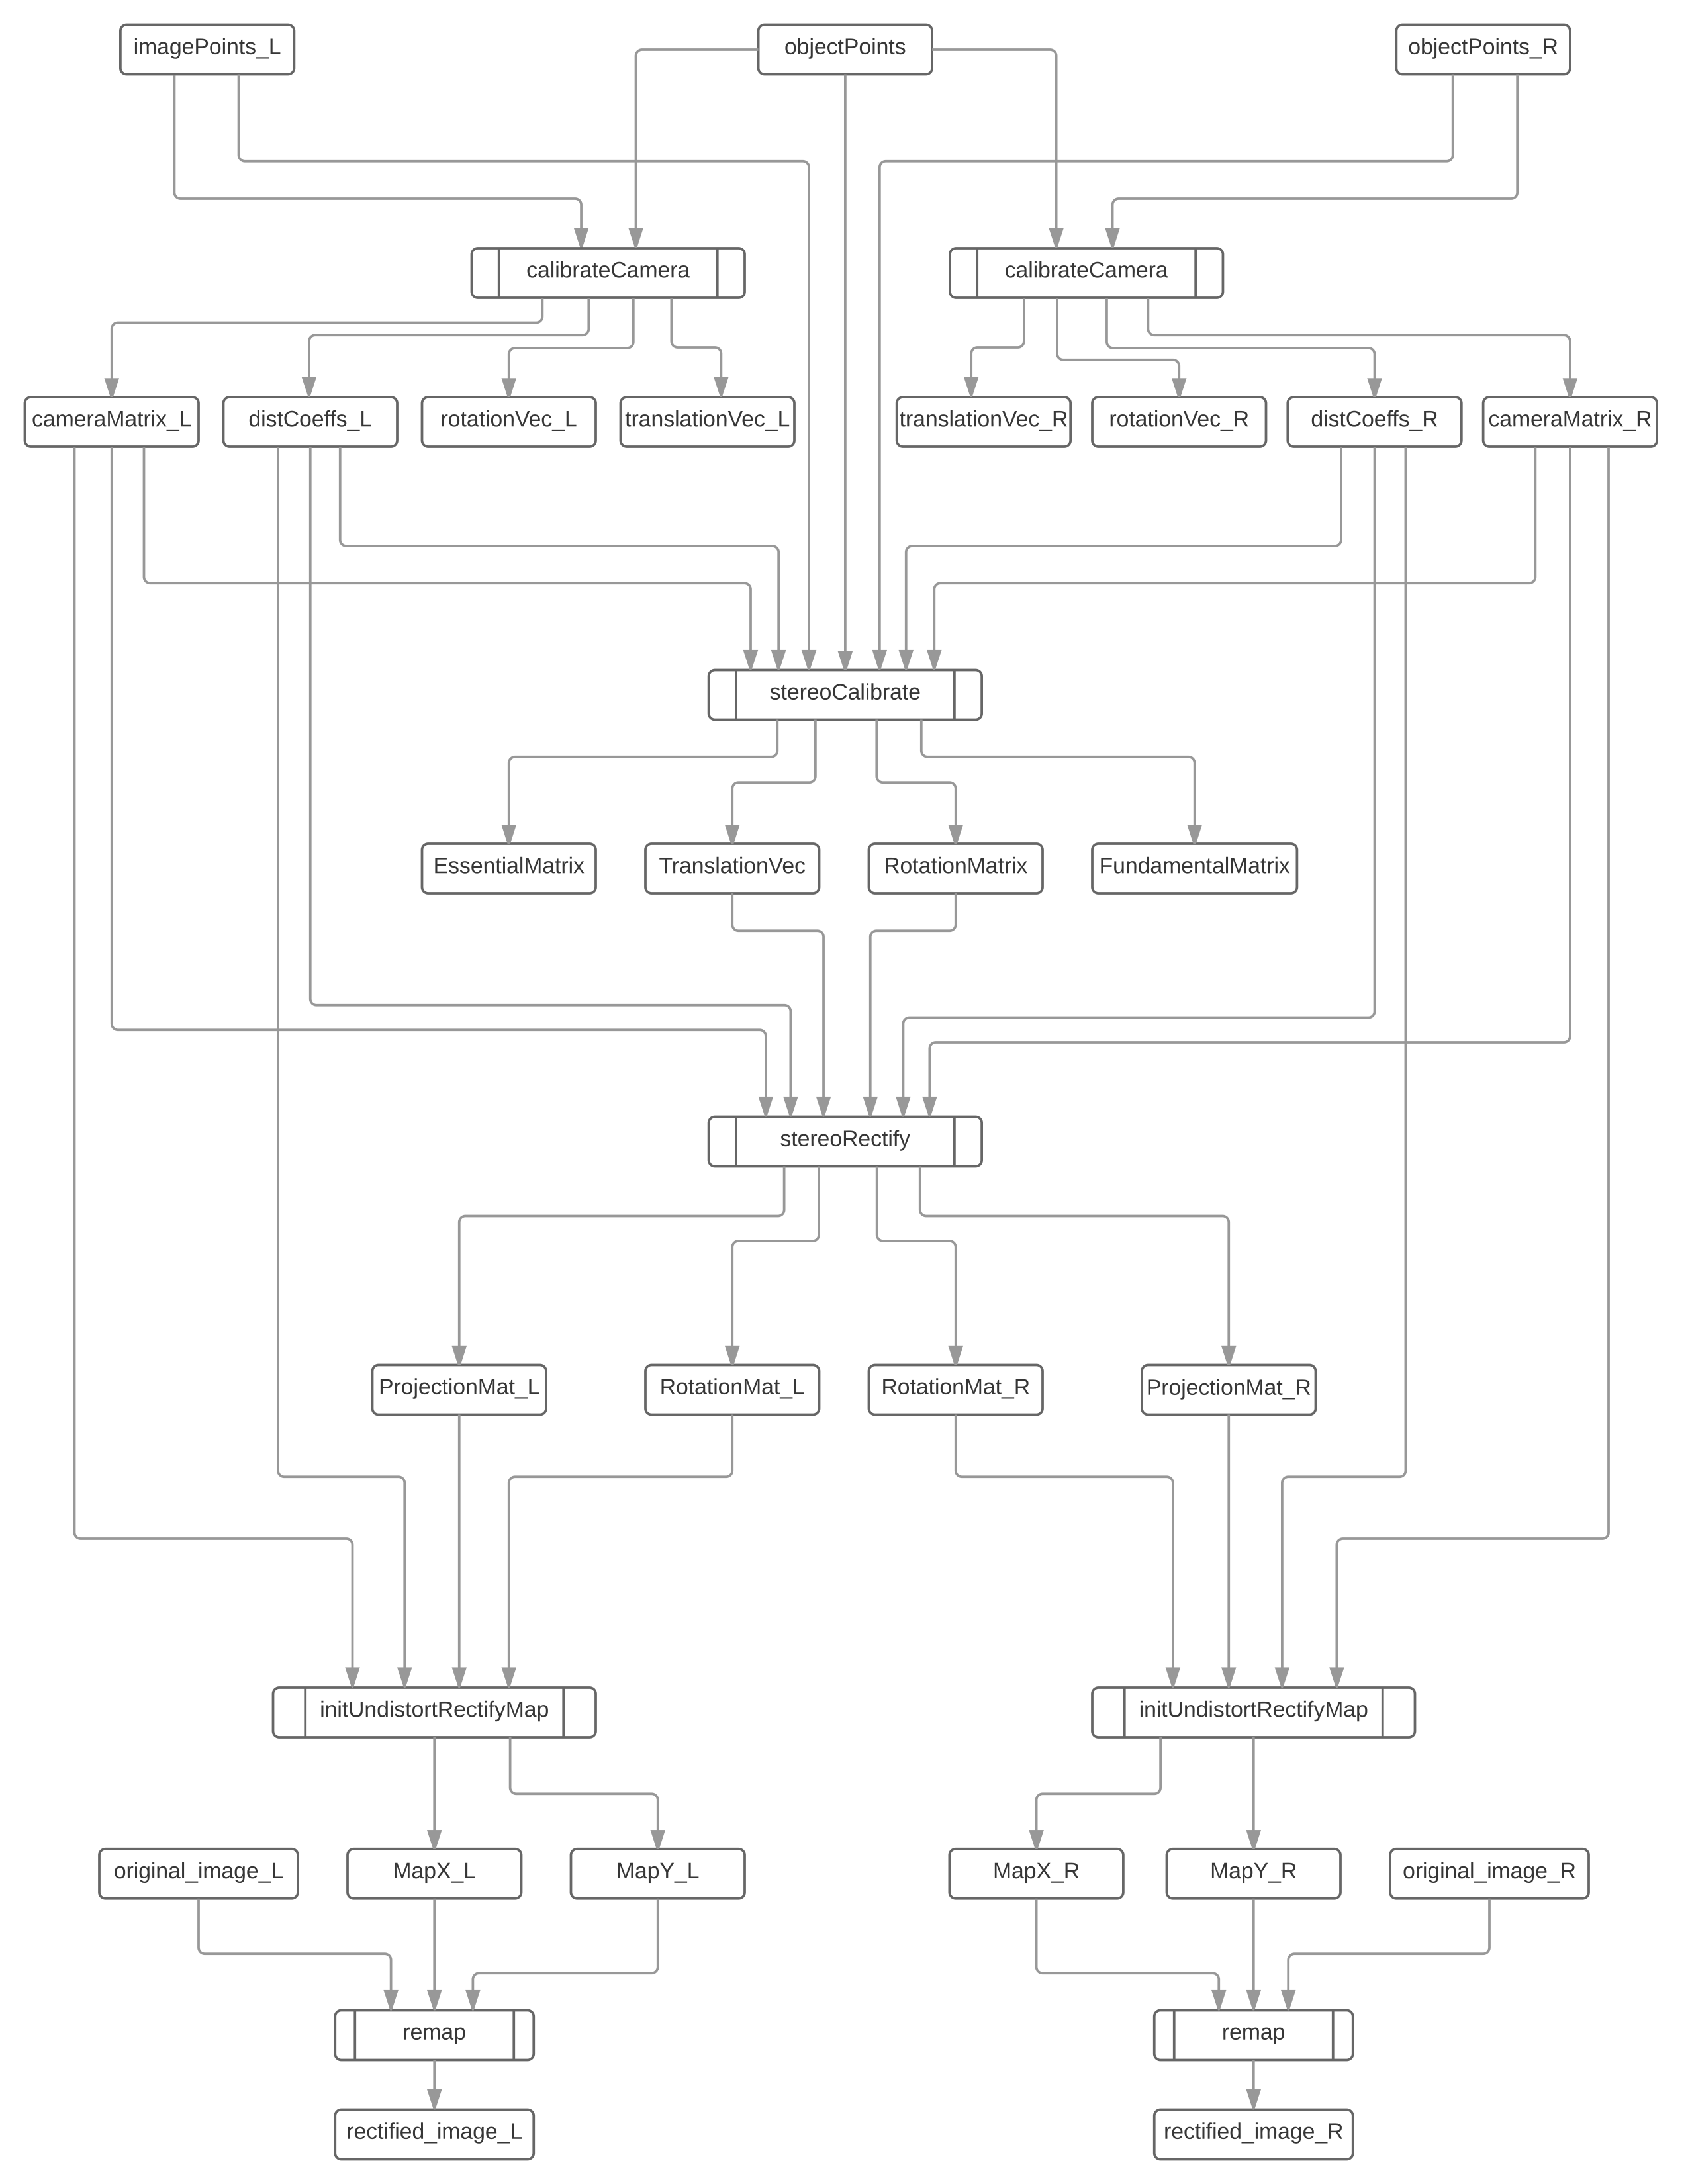 imagePoints_L
objectPoints
objectPoints_R
calibrateCamera
calibrateCamera
cameraMatrix_L
distCoeffs_L
rotationVec_L
translationVec_L
translationVec_R
rotationVec_R
distCoeffs_R
cameraMatrix_R
stereoCalibrate
EssentialMatrix
TranslationVec
RotationMatrix
FundamentalMatrix
stereoRectify
ProjectionMat_L
RotationMat_L
RotationMat_R
ProjectionMat_R
initUndistortRectifyMap
initUndistortRectifyMap
original_image_L
MapX_L
MapY_L
MapX_R
MapY_R
original_image_R
remap
remap
rectified_image_L
rectified_image_R